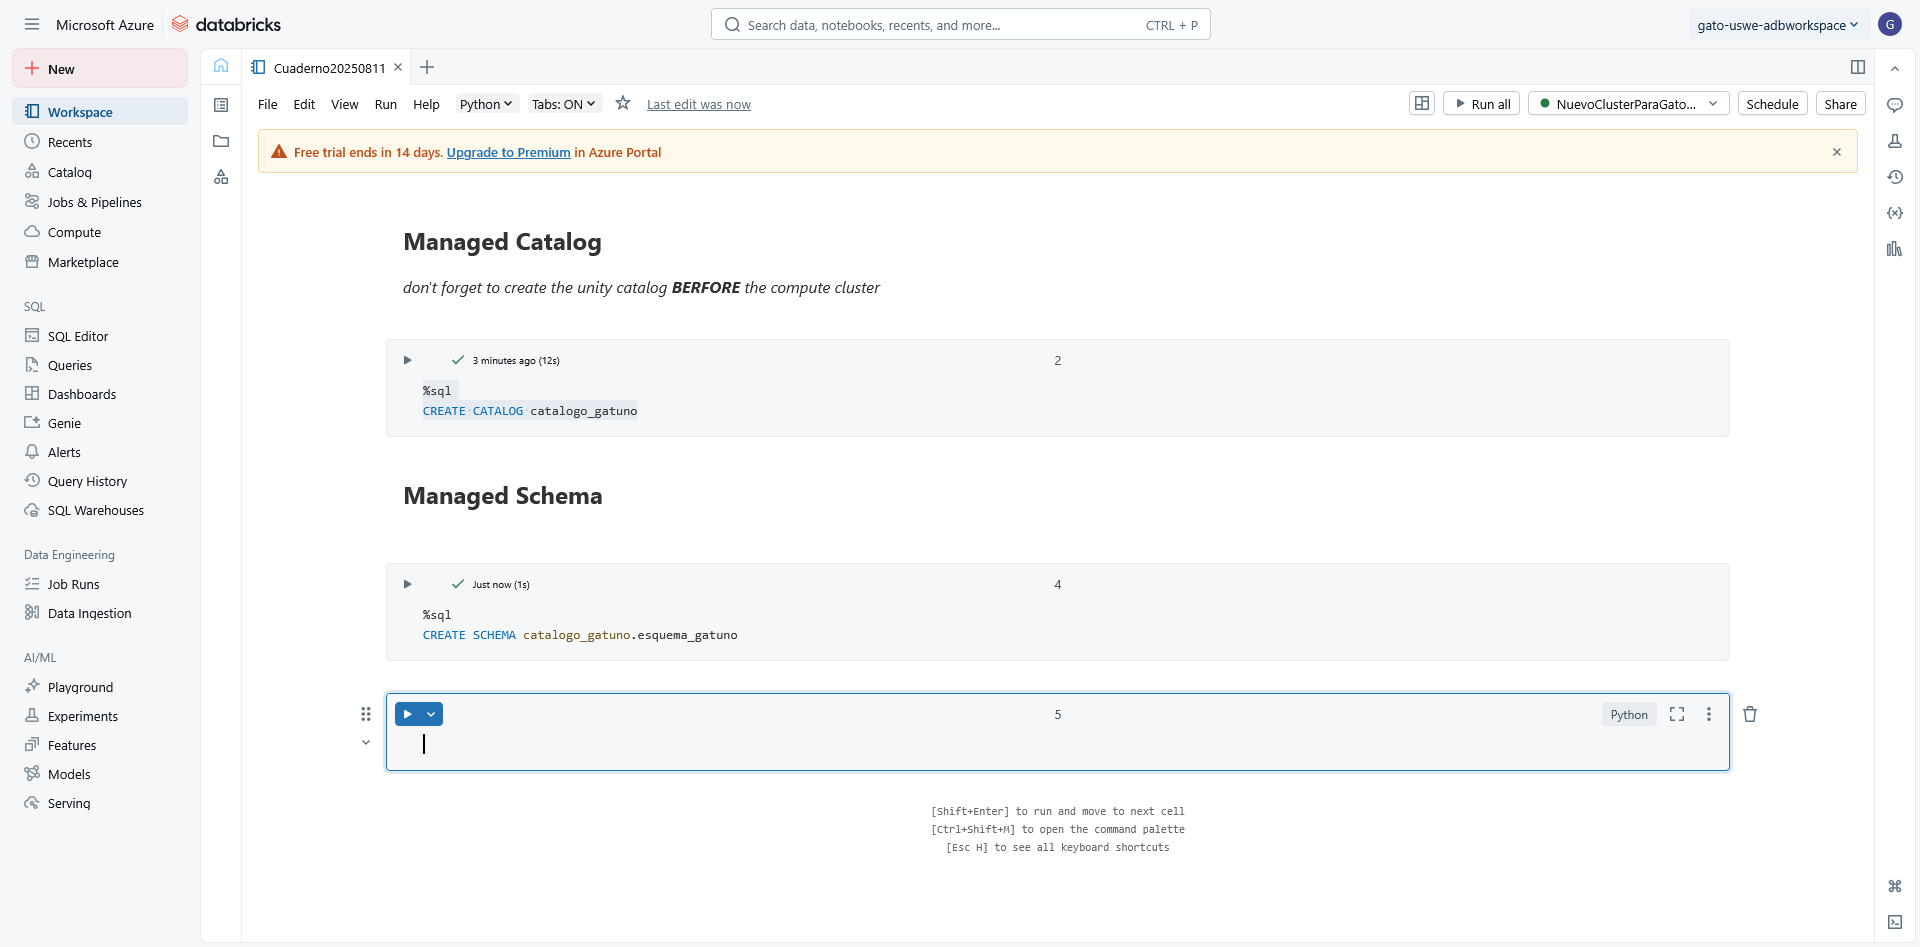 Microsoft Azure
databricks
Search data, notebooks, recents, and more...
CTRL + P
gato-uswe-adbworkspace
G
New
Workspace
Recents
Catalog
Jobs & Pipelines
Compute
Marketplace
SQL
SQL Editor
Queries
Dashboards
Genie
Alerts
Query History
SQL Warehouses
Data Engineering
Job Runs
Data Ingestion
AI/ML
Playground
Experiments
Features
Models
Serving
Cuaderno20250811
File Edit View Run Help Python Tabs: ON Last edit was now
Run all
NuevoClusterParaGato...
Schedule
Share
Free trial ends in 14 days. Upgrade to Premium in Azure Portal
Managed Catalog
don't forget to create the unity catalog BERFORE the compute cluster
3 minutes ago (12s)
2
%sql
CREATE CATALOG catalogo_gatuno
Managed Schema
Just now (1s)
4
%sql
CREATE SCHEMA catalogo_gatuno.esquema_gatuno
5
Python
[Shift+Enter] to run and move to next cell
[Ctrl+Shift+M] to open the command palette
[Esc H] to see all keyboard shortcuts